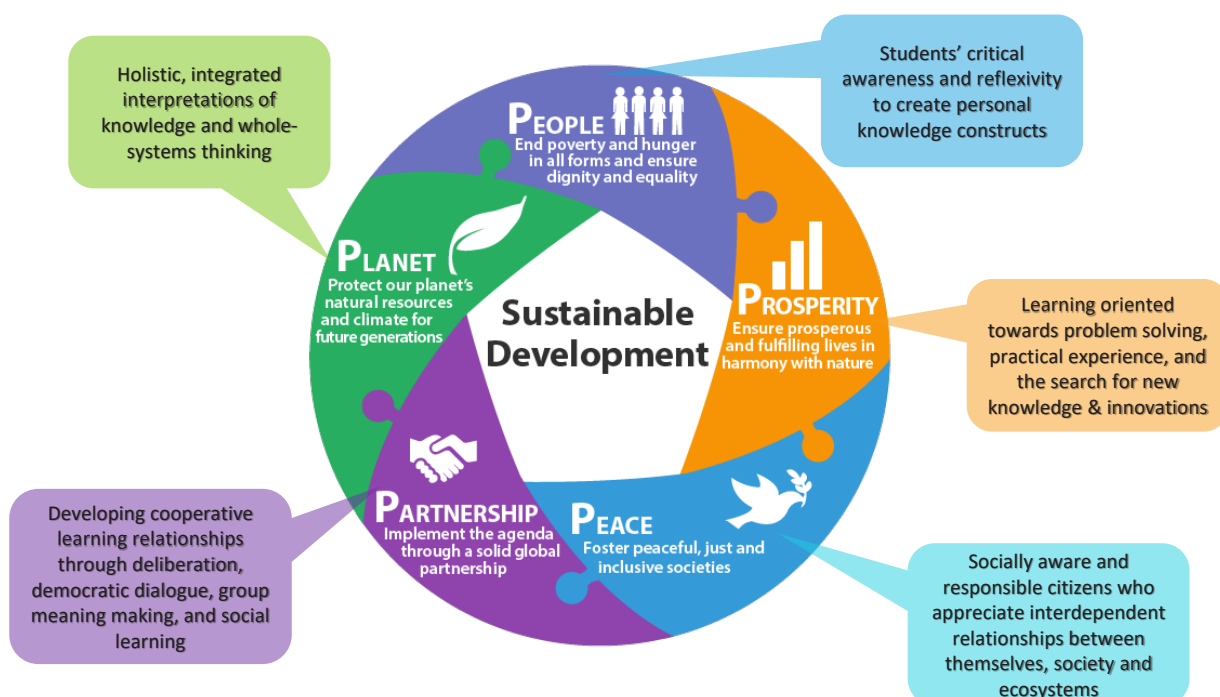 Holistic, integrated
interpretations of
knowledge and whole-
systems thinking
Students’ critical
awareness and reflexivity
to create personal
knowledge constructs
PEOPLE
End poverty and hunger
in all forms and ensure
dignity and equality
PLANET
Protect our planet’s
natural resources
and climate for
future generations
Sustainable
Development
PROSPERITY
Ensure prosperous
and fulfilling lives in
harmony with nature
Learning oriented
towards problem solving,
practical experience, and
the search for new
knowledge & innovations
PARTNERSHIP
Implement the agenda
through a solid global
partnership
PEACE
Foster peaceful, just and
inclusive societies
Developing cooperative
learning relationships
through deliberation,
democratic dialogue, group
meaning making, and social
learning
Socially aware and
responsible citizens who
appreciate interdependent
relationships between
themselves, society and
ecosystems